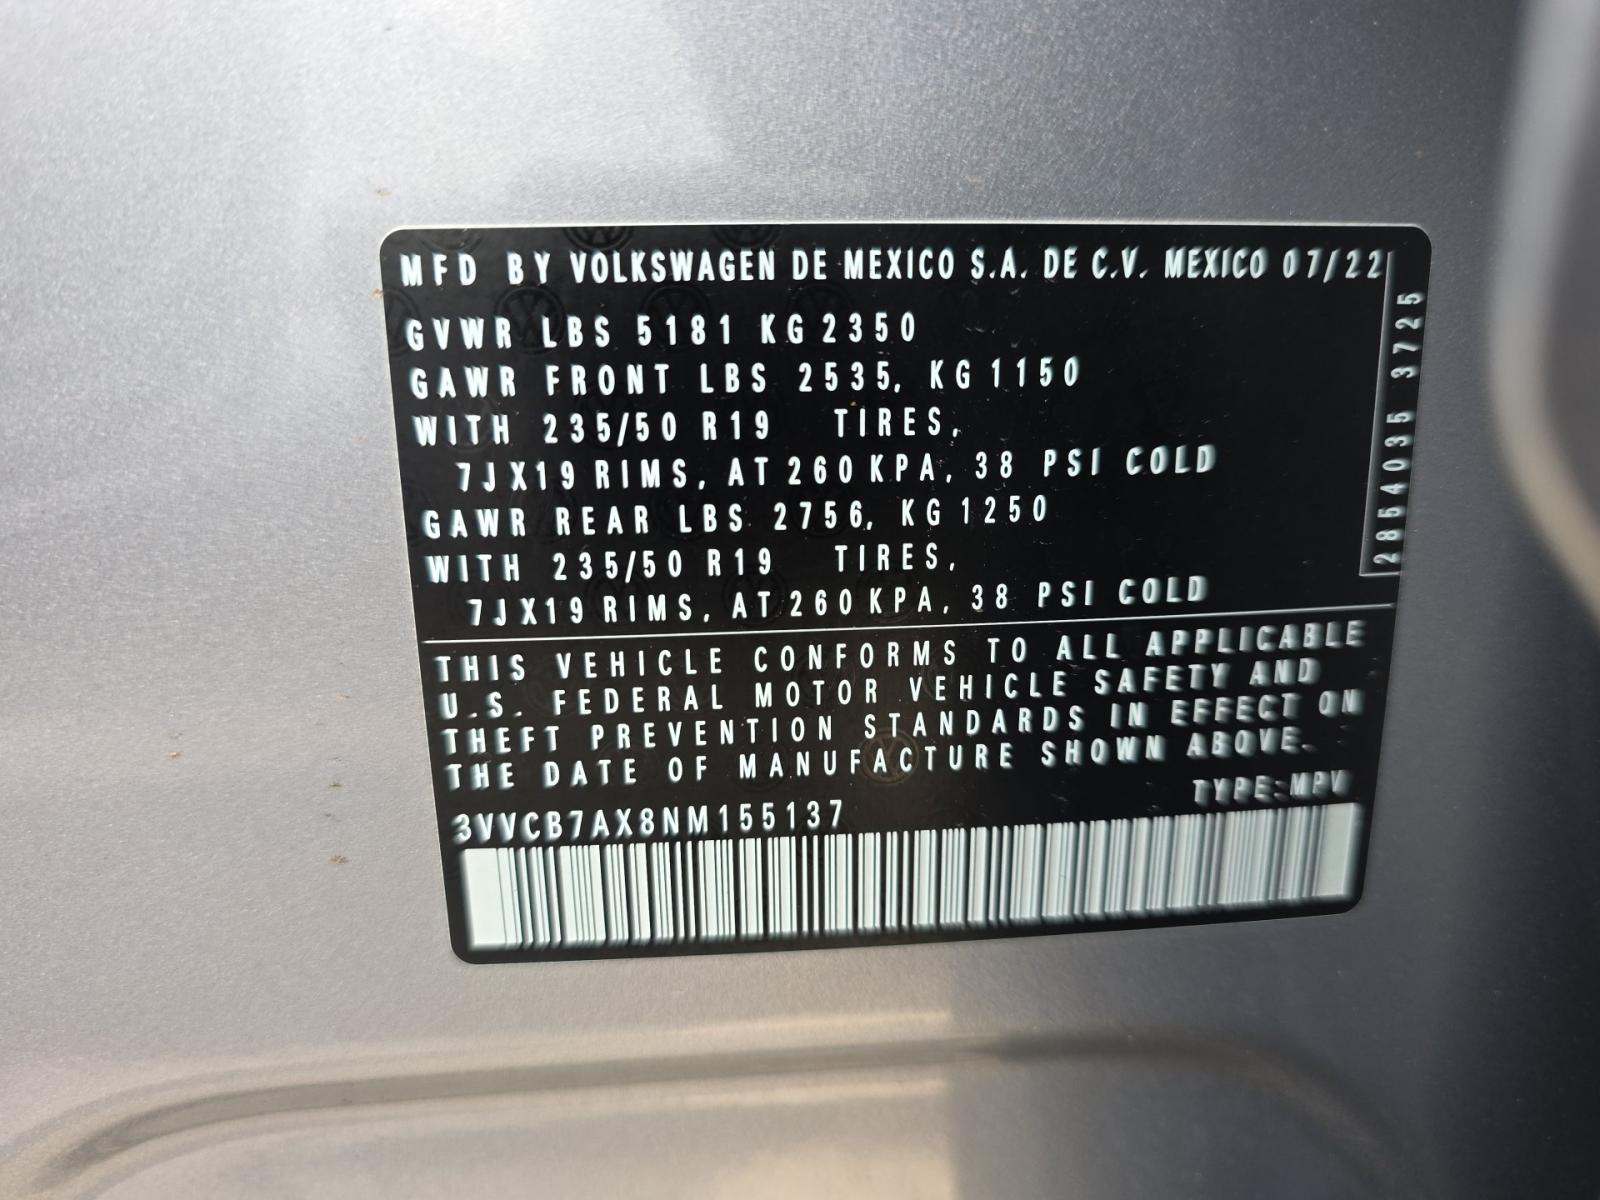 MFD BY VOLKSWAGEN DE MEXICO S.A. DE C.V. MEXICO 07/22
GVWR LBS 5181 KG 2350
GAWR FRONT LBS 2535, KG 1150
WITH 235/50 R19 TIRES,
7JX19 RIMS, AT 260 KPA, 38 PSI COLD
GAWR REAR LBS 2756, KG 1250
WITH 235/50 R19 TIRES,
7JX19 RIMS, AT 260 KPA, 38 PSI COLD
2854035 3725
THIS VEHICLE CONFORMS TO ALL APPLICABLE
U.S. FEDERAL MOTOR VEHICLE SAFETY AND
THEFT PREVENTION STANDARDS IN EFFECT ON
THE DATE OF MANUFACTURE SHOWN ABOVE.
TYPE: MPV
3VVCB7AX8NM155137